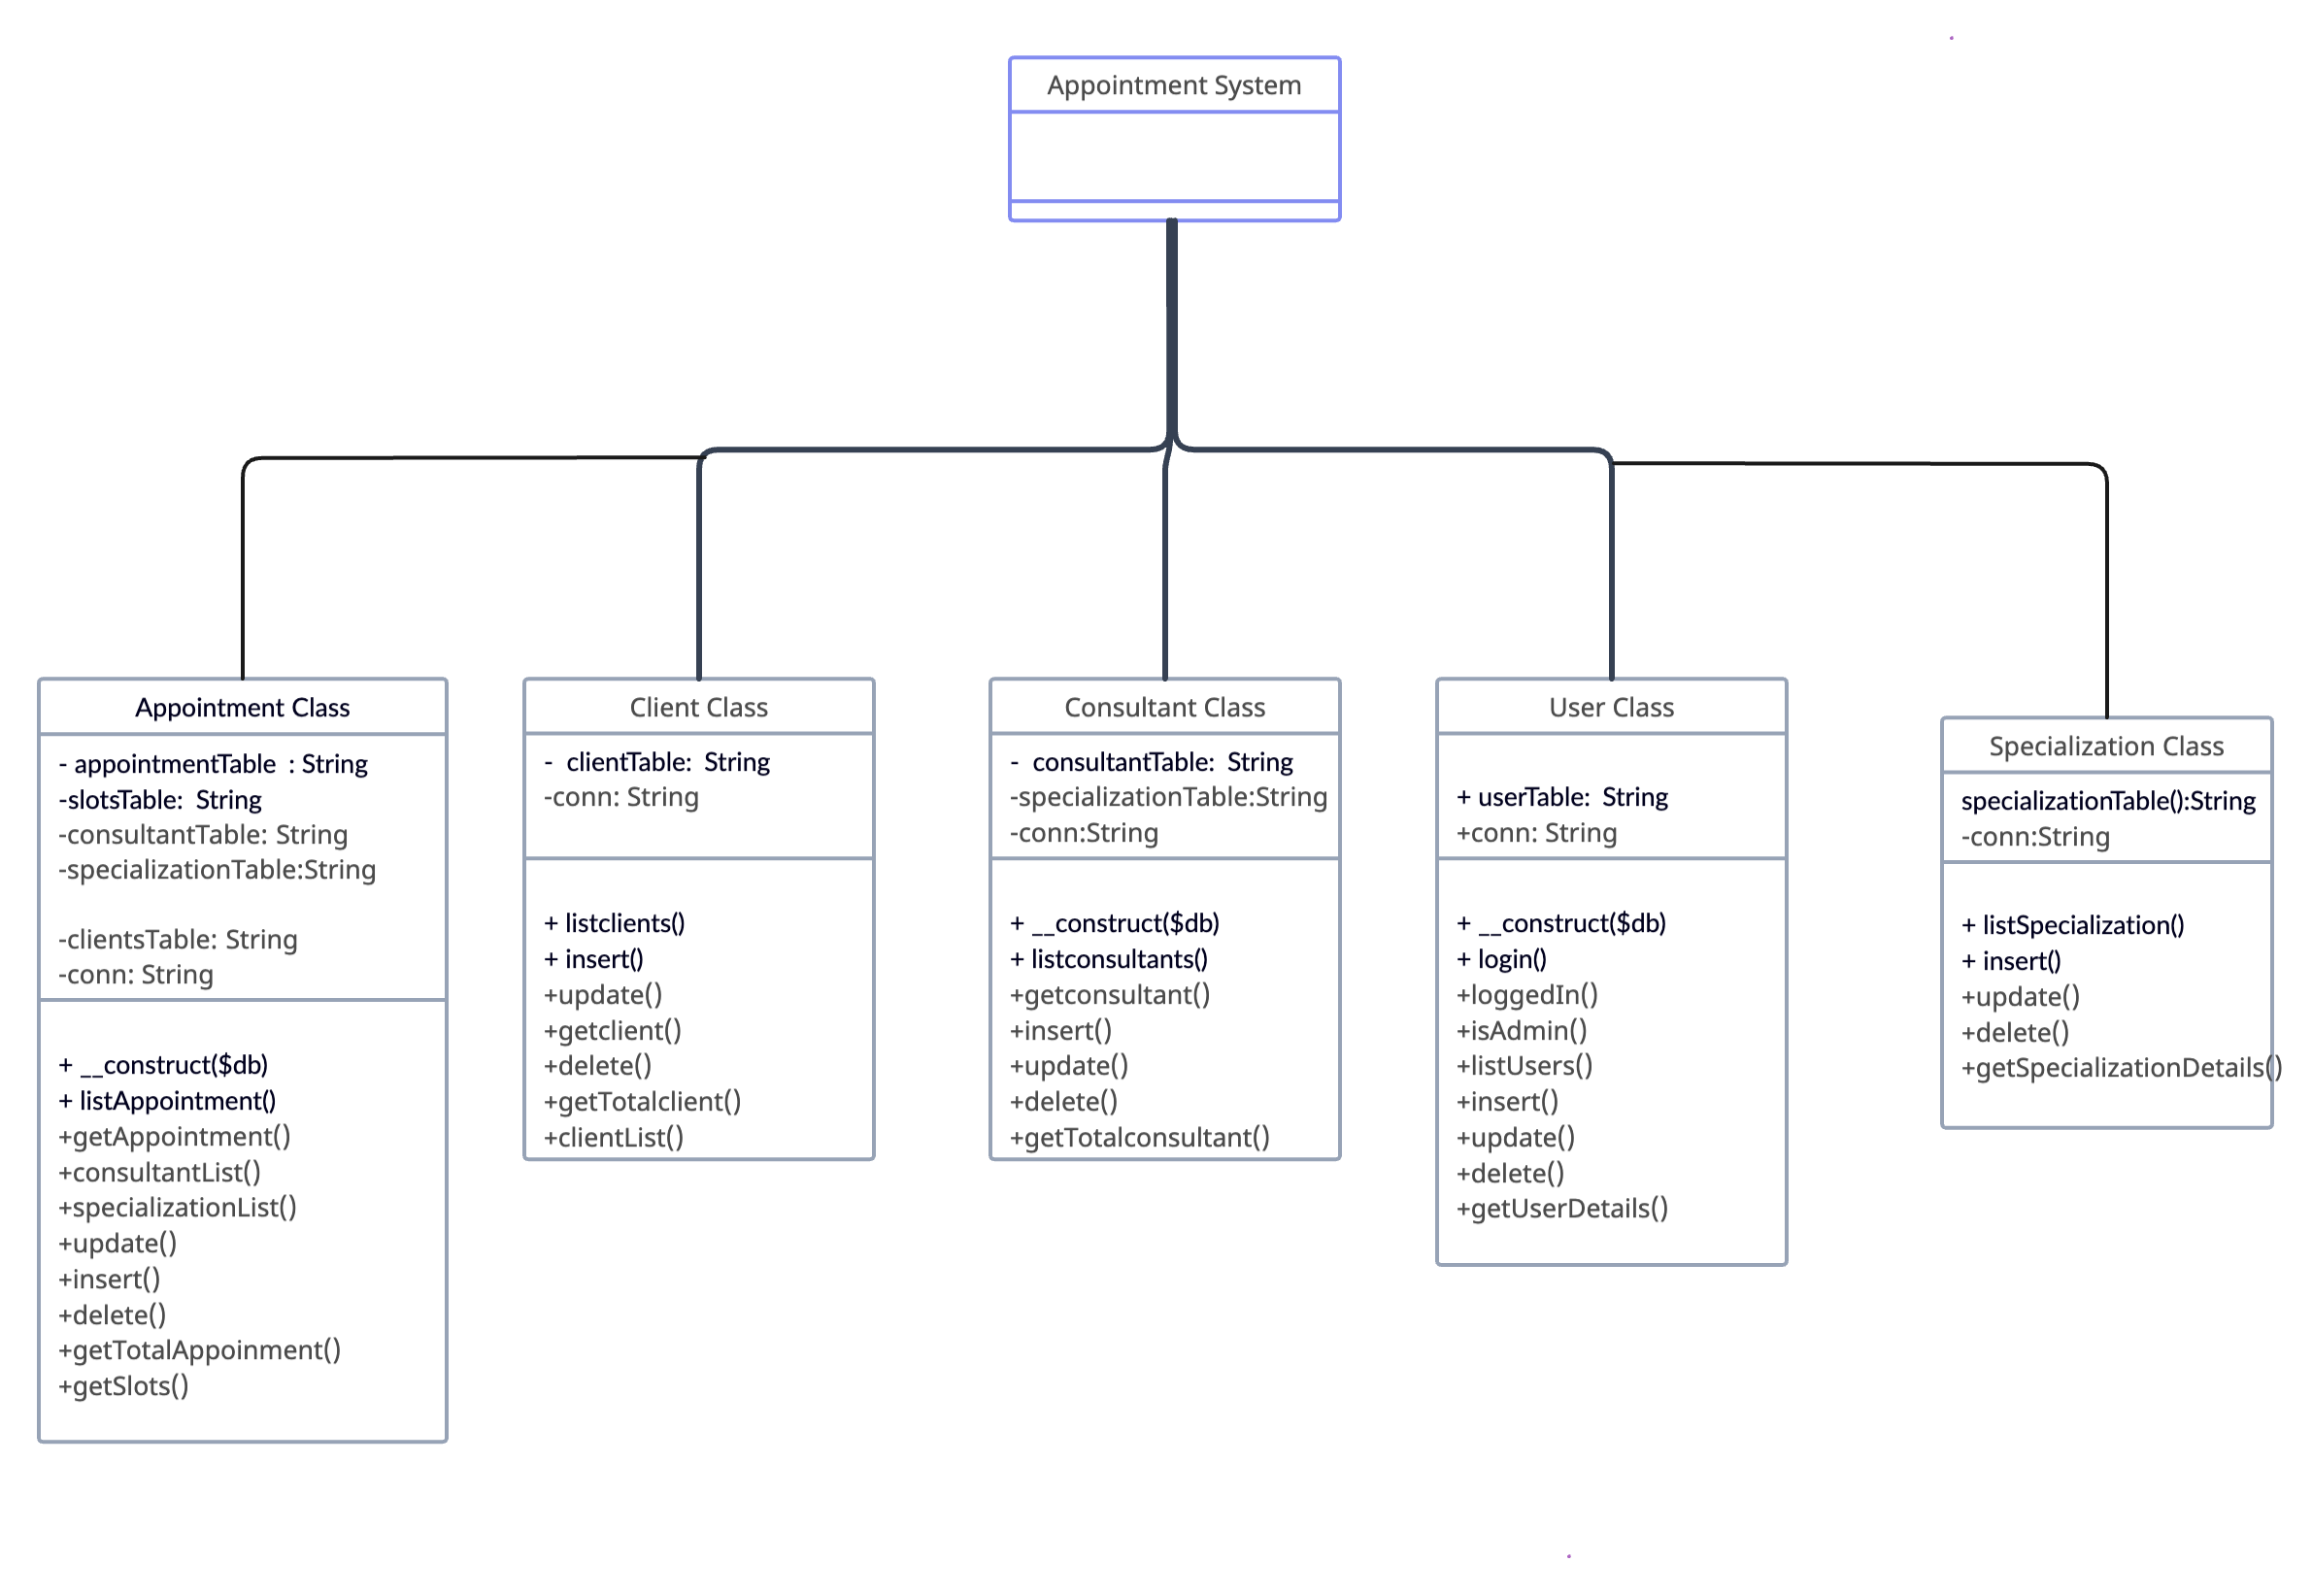 Appointment System
Appointment Class
- appointmentTable : String
-slotsTable: String
-consultantTable: String
-specializationTable:String
-clientsTable: String
-conn: String
+ __construct($db)
+ listAppointment()
+getAppointment()
+consultantList()
+specializationList()
+update()
+insert()
+delete()
+getTotalAppoinment()
+getSlots()
Client Class
- clientTable: String
-conn: String
+ listclients()
+ insert()
+update()
+getclient()
+delete()
+getTotalclient()
+clientList()
Consultant Class
- consultantTable: String
-specializationTable:String
-conn:String
+ __construct($db)
+ listconsultants()
+getconsultant()
+insert()
+update()
+delete()
+getTotalconsultant()
User Class
+ userTable: String
+conn: String
+ __construct($db)
+ login()
+loggedIn()
+isAdmin()
+listUsers()
+insert()
+update()
+delete()
+getUserDetails()
Specialization Class
specializationTable():String
-conn:String
+ listSpecialization()
+ insert()
+update()
+delete()
+getSpecializationDetails()